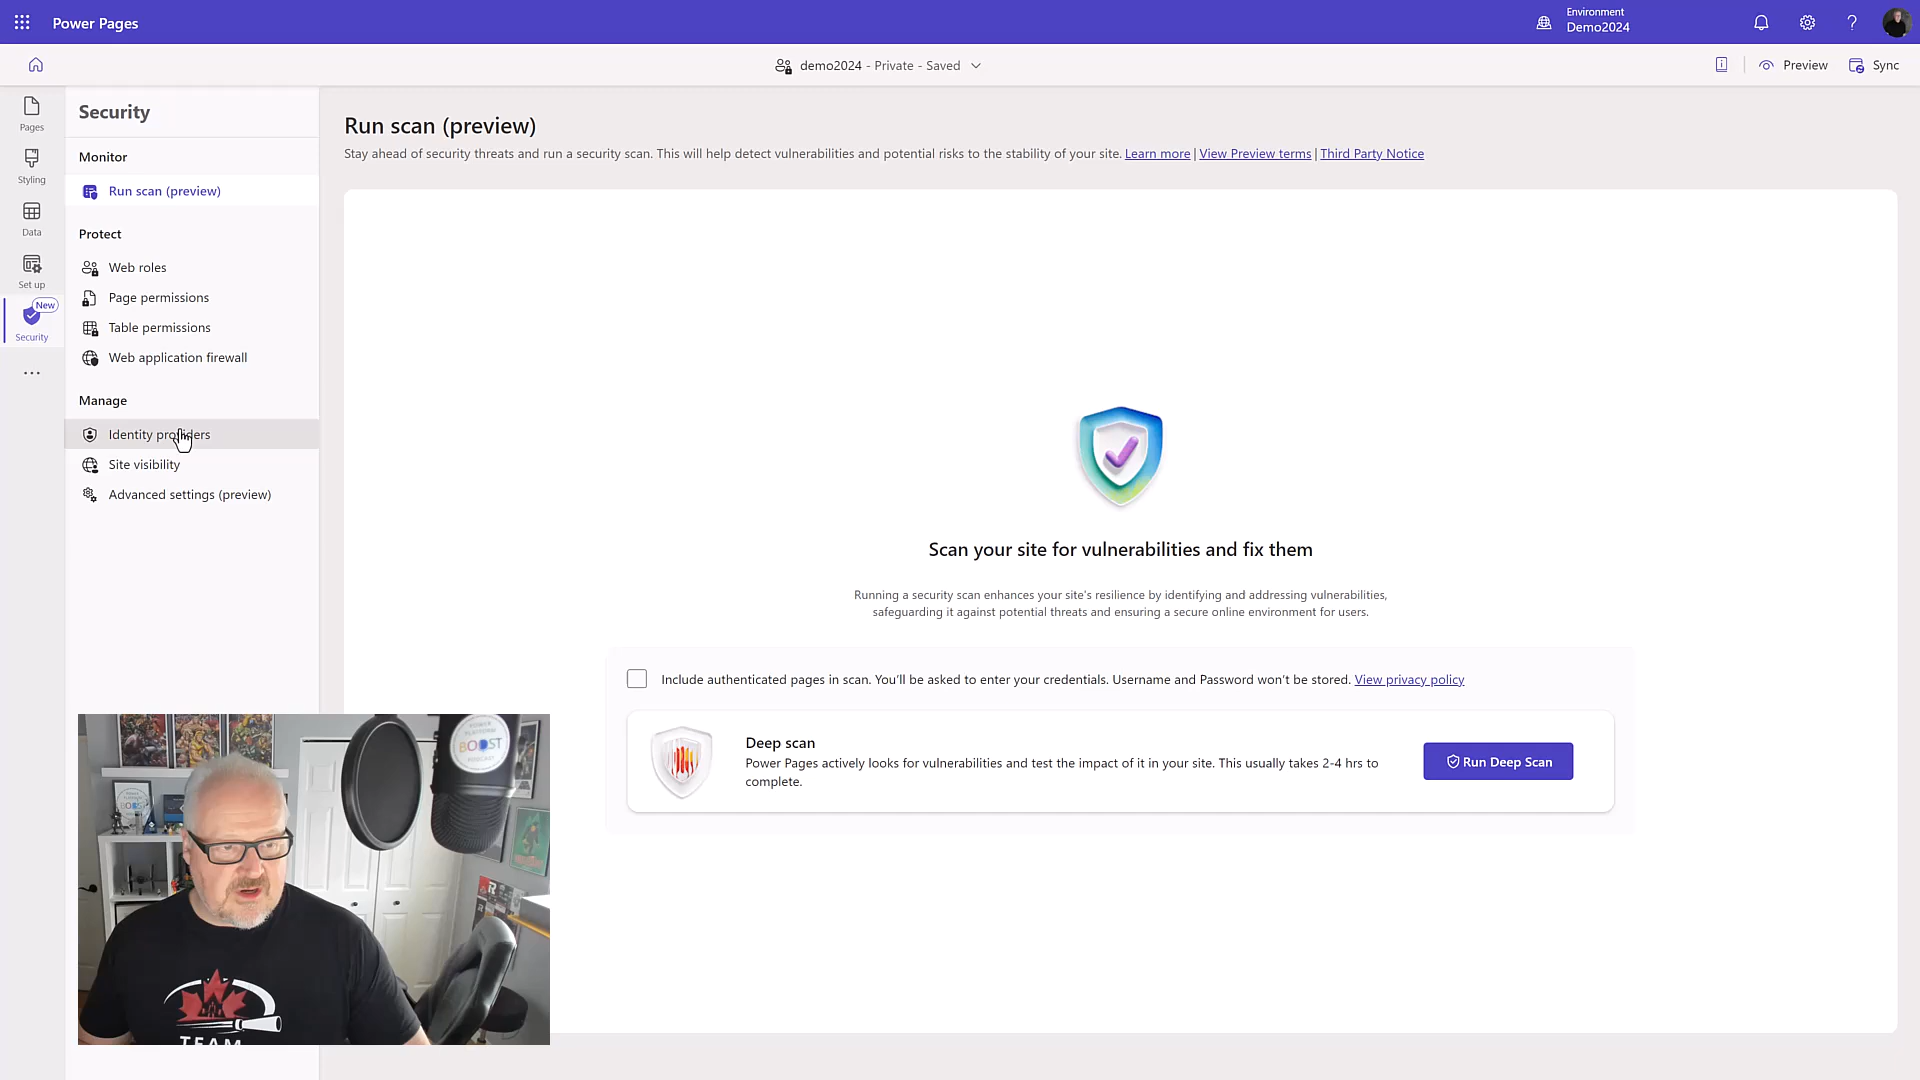 Power Pages
Environment
Demo2024
demo2024 - Private - Saved
Preview
Sync
Pages
Styling
Data
Set up
New
Security
Security
Monitor
Run scan (preview)
Protect
Web roles
Page permissions
Table permissions
Web application firewall
Manage
Identity providers
Site visibility
Advanced settings (preview)
Run scan (preview)
Stay ahead of security threats and run a security scan. This will help detect vulnerabilities and potential risks to the stability of your site. Learn more | View Preview terms | Third Party Notice
Scan your site for vulnerabilities and fix them
Running a security scan enhances your site's resilience by identifying and addressing vulnerabilities,
safeguarding it against potential threats and ensuring a secure online environment for users.
Include authenticated pages in scan. You'll be asked to enter your credentials. Username and Password won't be stored. View privacy policy
Deep scan
Power Pages actively looks for vulnerabilities and test the impact of it in your site. This usually takes 2-4 hrs to
complete.
Run Deep Scan
POWER
PLATFORM
BOOST
PODCAST
BOOST
TEAM